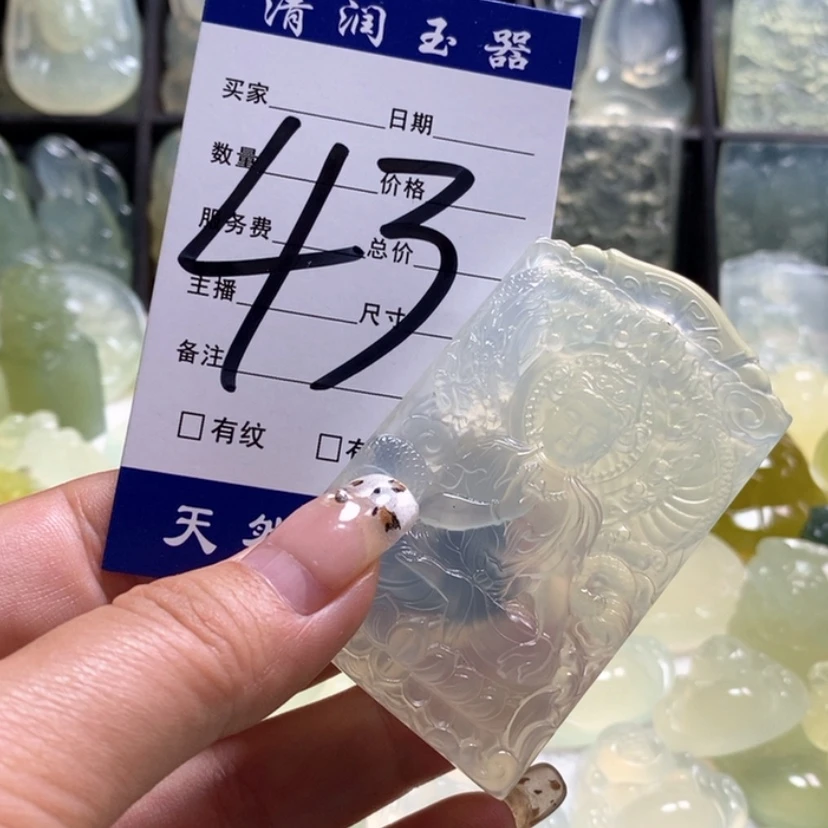 清润玉器
买家 日期
数量 价格
服务费 总价
主播 尺寸
备注
43
□有纹 □有
天然